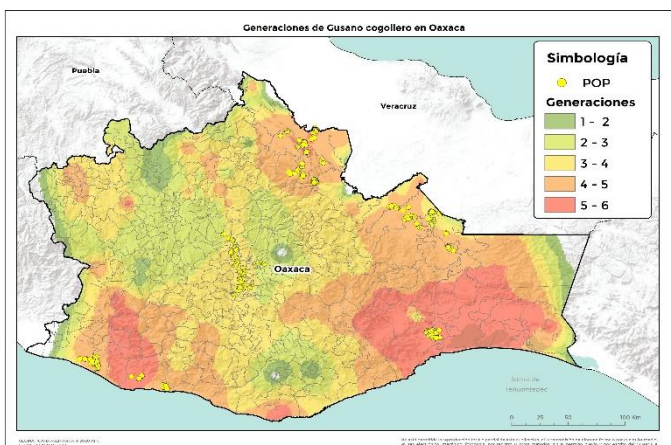 Generaciones de Gusano cogollero en Oaxaca
Puebla
Veracruz
Oaxaca
Simbología
POP
Generaciones
1 - 2
2 - 3
3 - 4
4 - 5
5 - 6
Golfo de
Tehuantepec
0 25 50 100 Km